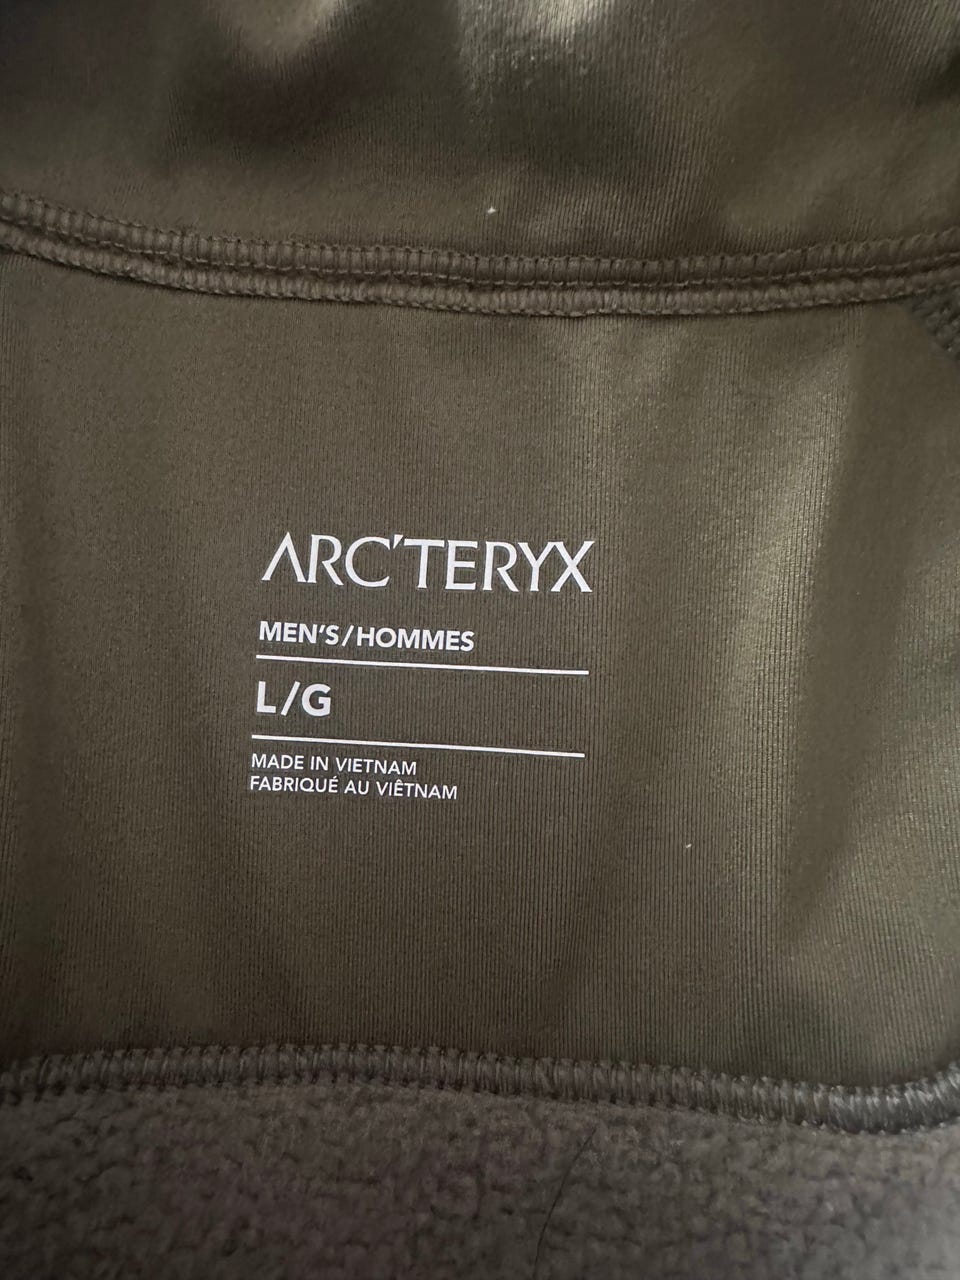 ARC'TERYX
MEN'S/HOMMES
L/G
MADE IN VIETNAM
FABRIQUÉ AU VIÊTNAM